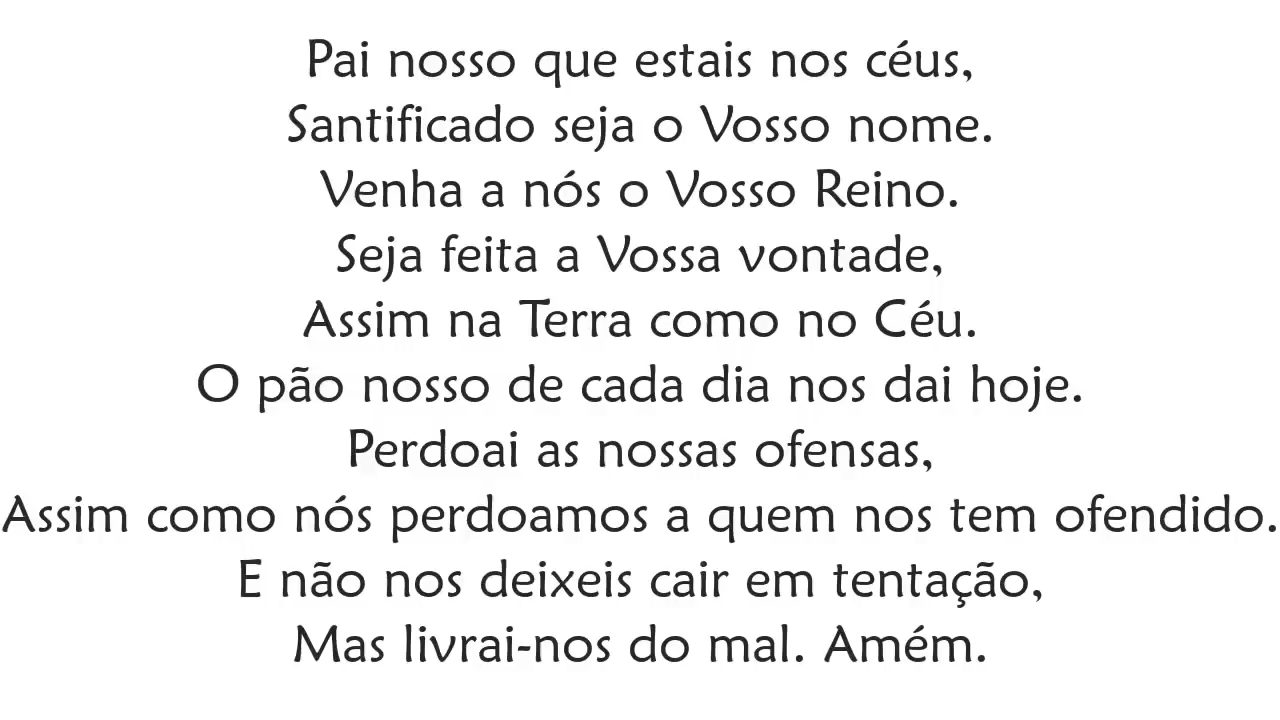 Pai nosso que estais nos céus,
Santificado seja o Vosso nome.
Venha a nós o Vosso Reino.
Seja feita a Vossa vontade,
Assim na Terra como no Céu.
O pão nosso de cada dia nos dai hoje.
Perdoai as nossas ofensas,
Assim como nós perdoamos a quem nos tem ofendido.
E não nos deixeis cair em tentação,
Mas livrai-nos do mal. Amém.